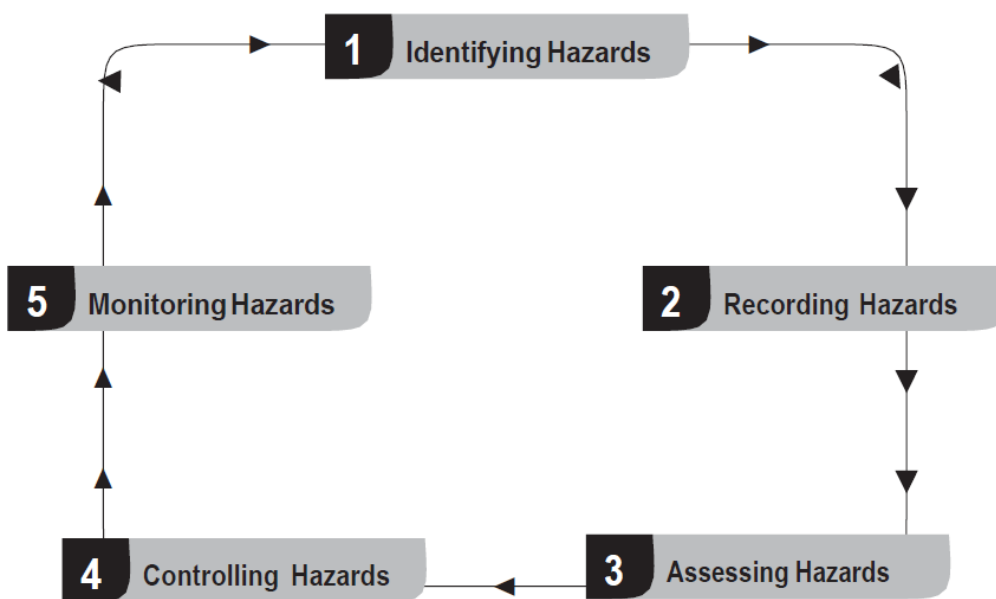 1 Identifying Hazards
2 Recording Hazards
3 Assessing Hazards
4 Controlling Hazards
5 Monitoring Hazards